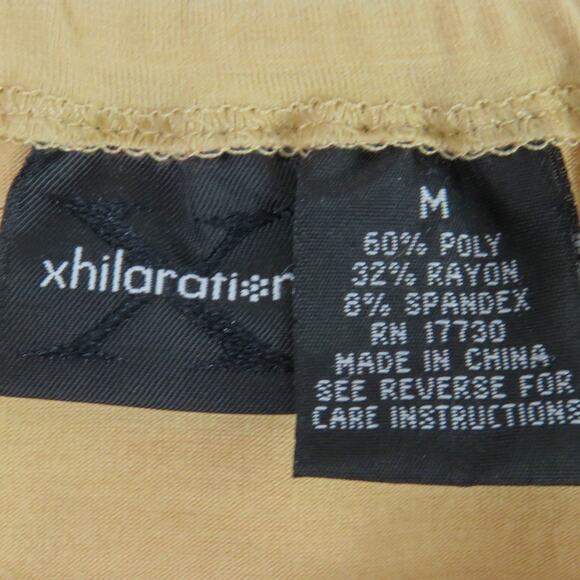 xhilaration
M
60% POLY
32% RAYON
8% SPANDEX
RN 17730
MADE IN CHINA
SEE REVERSE FOR
CARE INSTRUCTIONS